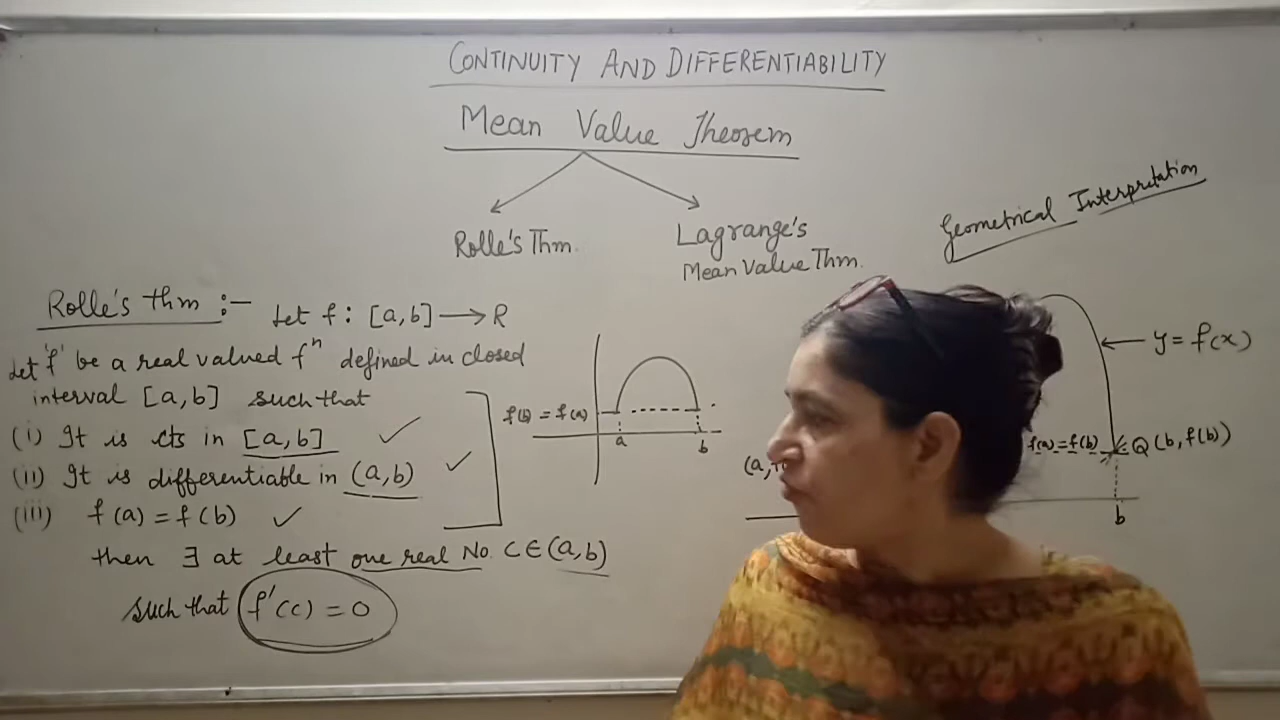 CONTINUITY AND DIFFERENTIABILITY
Mean Value Theorem
Rolle's Thm.
Lagrange's
Mean Value Thm.
Geometrical Interpretation
Rolle's thm :-
Let f : [a,b] → R
Let 'f' be a real valued fⁿ defined in closed
interval [a,b] such that
(i) It is cts in [a,b] ✓
(ii) It is differentiable in (a,b) ✓
(iii) f(a) = f(b) ✓
then ∃ at least one real No. C ∈ (a,b)
such that f'(c) = 0
f(b) = f(a)
a
b
y = f(x)
(a,
f(a) = f(b)
Q (b, f(b))
b